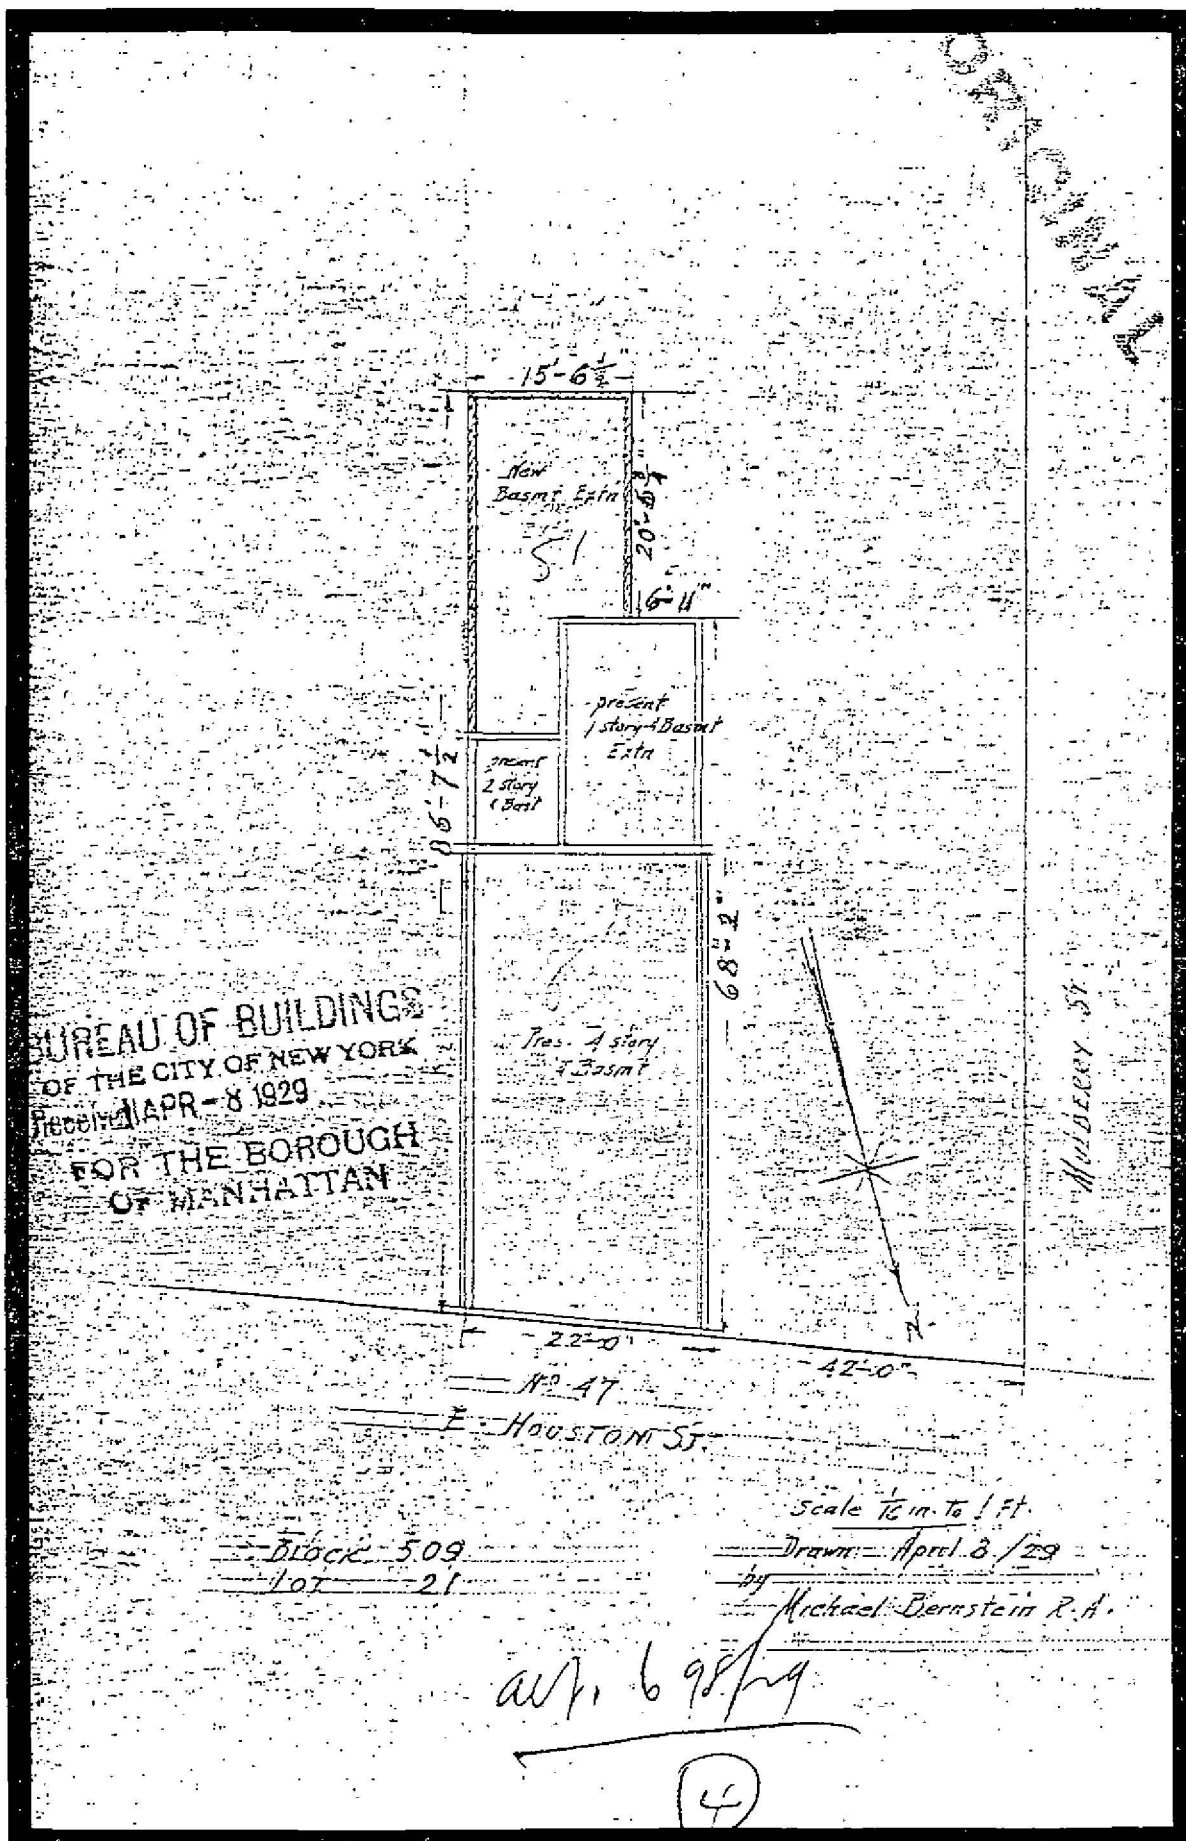 ORIGINAL
15'-6½"
New
Basmt. Extn
51
6'-11"
present
1 story & Basmt
Extn
present
2 story
& Bsmt
86'-7½"
68'-2"
Pres. 4 story
& Basmt
BUREAU OF BUILDINGS
OF THE CITY OF NEW YORK
Received APR - 8 1929
FOR THE BOROUGH
OF MANHATTAN
Mulberry St.
N
22'-0"
42'-0"
No 47
E. HOUSTON ST.
Scale 1/16 in. to 1 Ft.
Drawn April 8/29
by
Michael Bernstein R.A.
Block 509
Lot 21
698/29
4